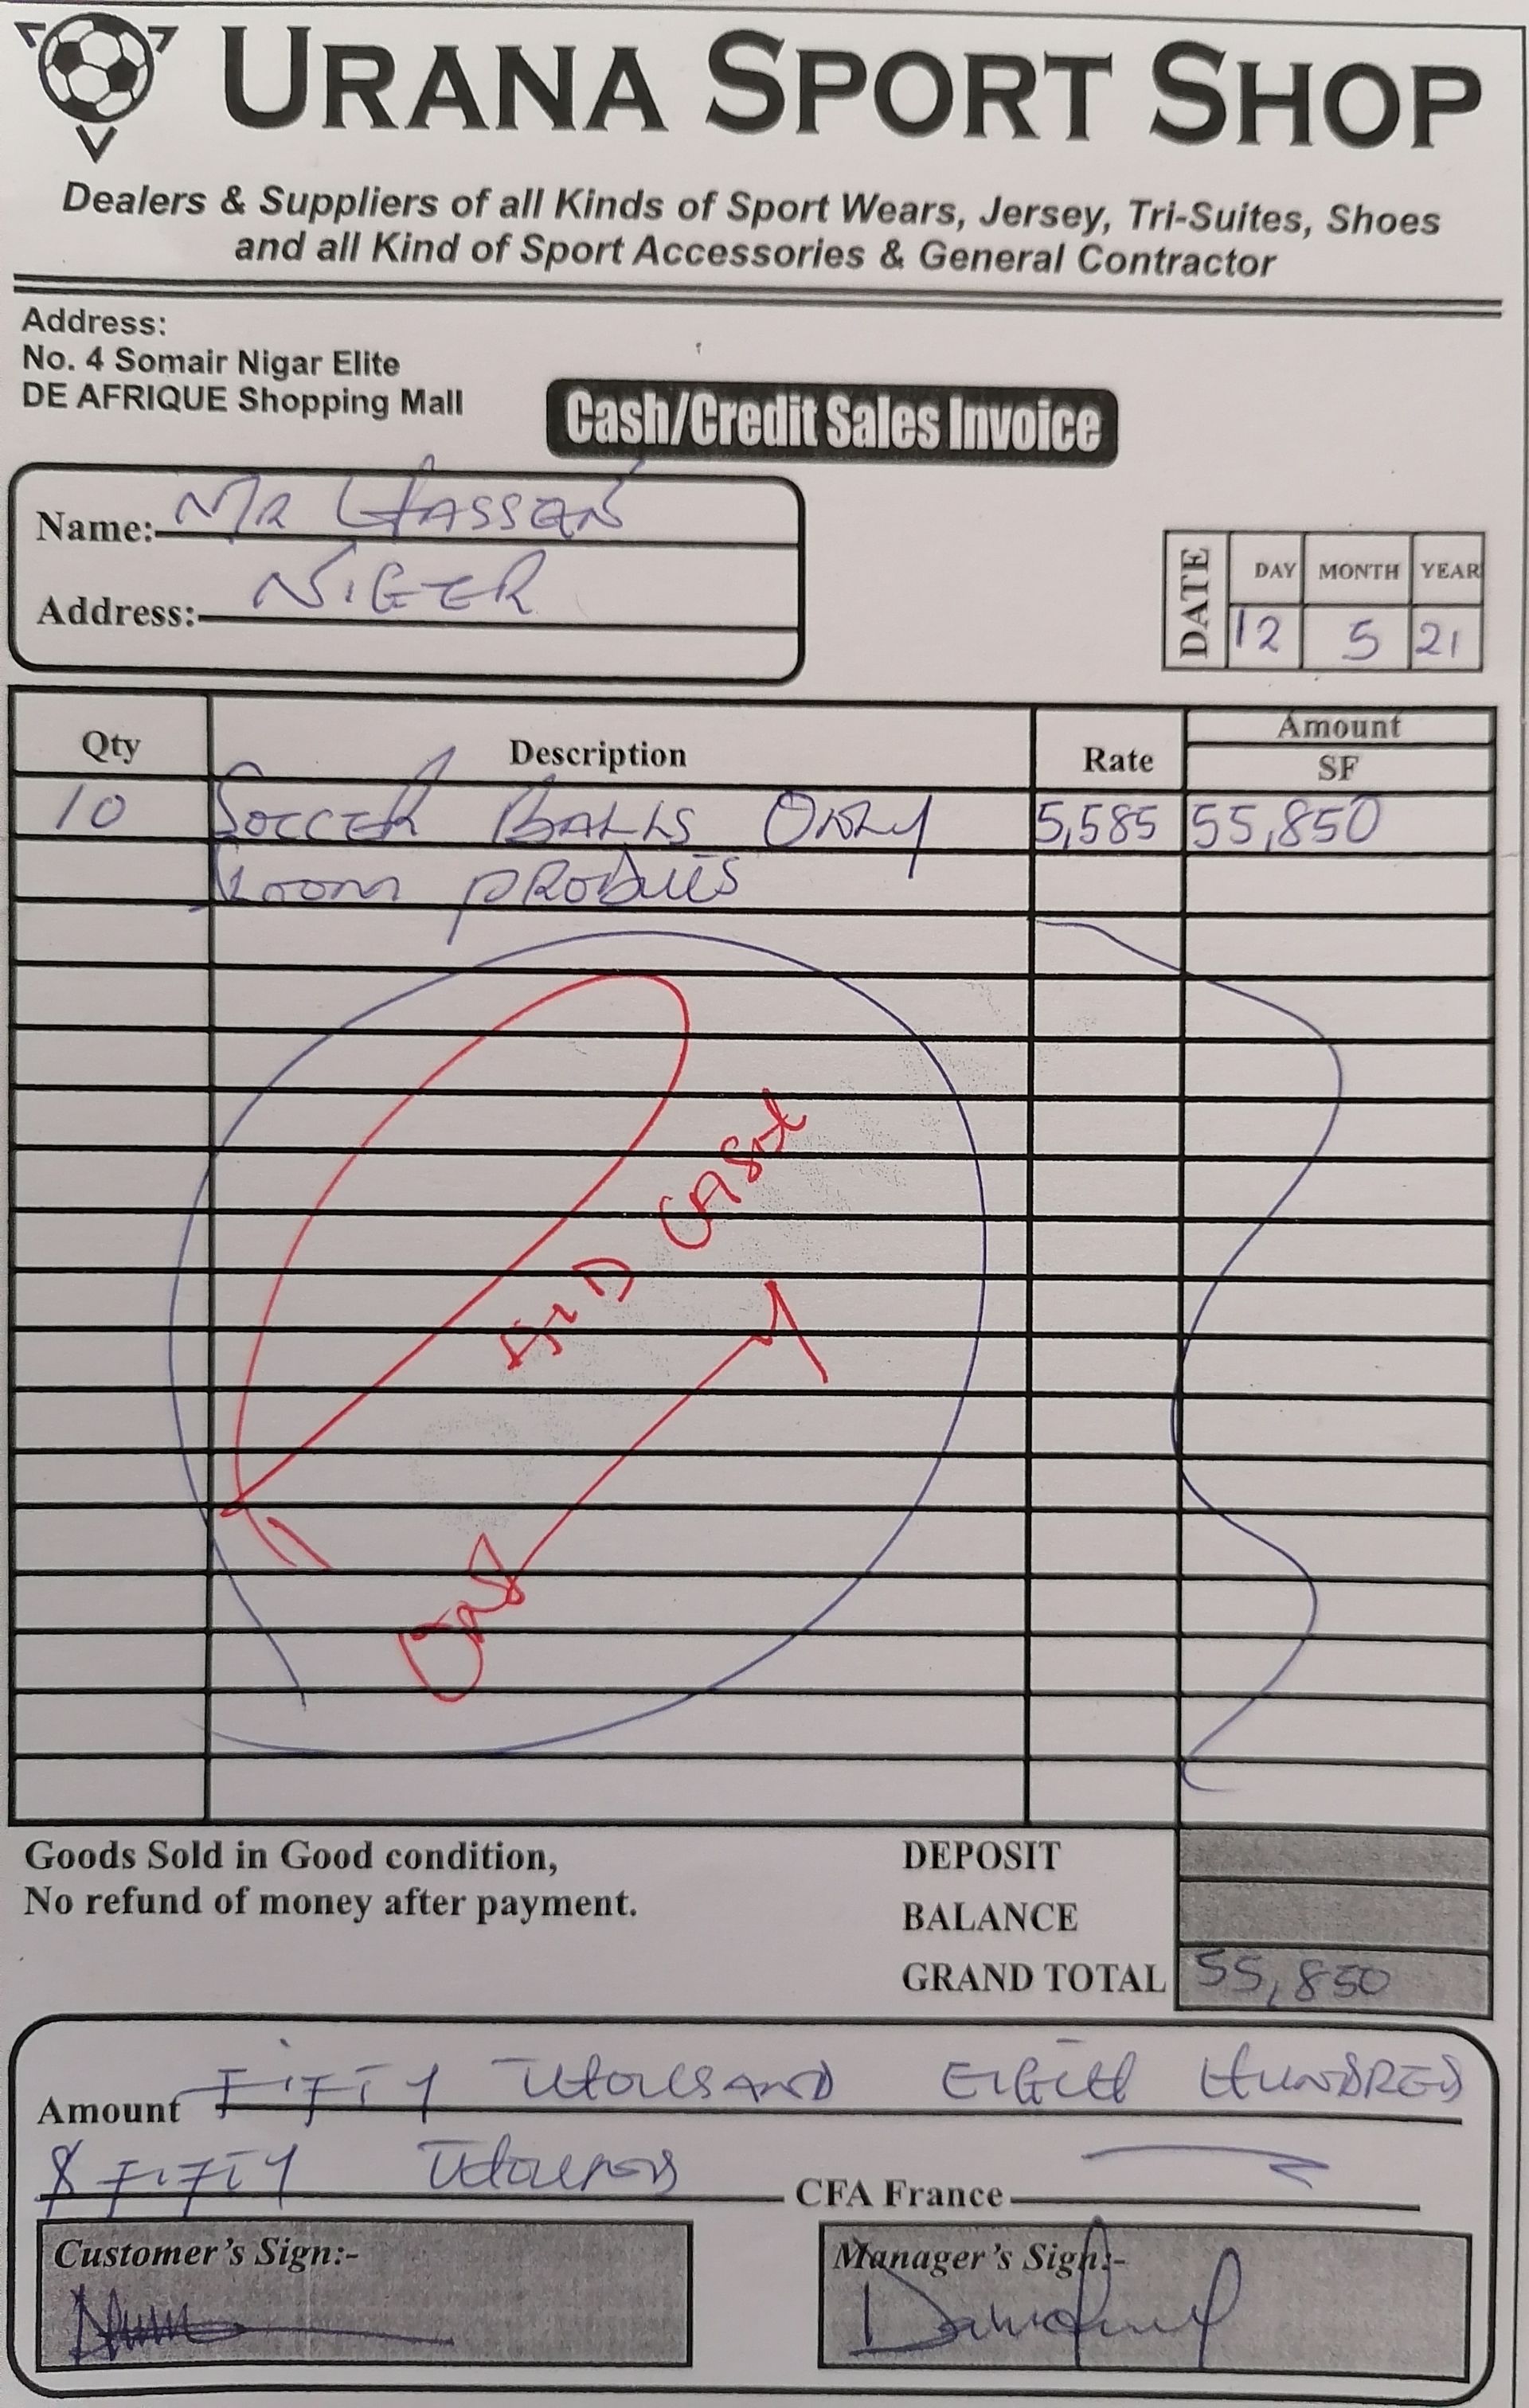 URANA SPORT SHOP
Dealers & Suppliers of all Kinds of Sport Wears, Jersey, Tri-Suites, Shoes
and all Kind of Sport Accessories & General Contractor
Address:
No. 4 Somair Nigar Elite
DE AFRIQUE Shopping Mall
Cash/Credit Sales Invoice
Name: MR HASSAN
Address: NIGER
DATE DAY MONTH YEAR
12 5 21
Qty Description Rate Amount
SF
10 SOCCER BALLS ONLY 5,585 55,850
CASH
ONLY
Goods Sold in Good condition,
No refund of money after payment.
DEPOSIT
BALANCE
GRAND TOTAL 55,850
Amount FIFTY THOUSAND EIGTH HUNDRED
& FIFTY CFA France
Customer's Sign:-
Manager's Sign:-